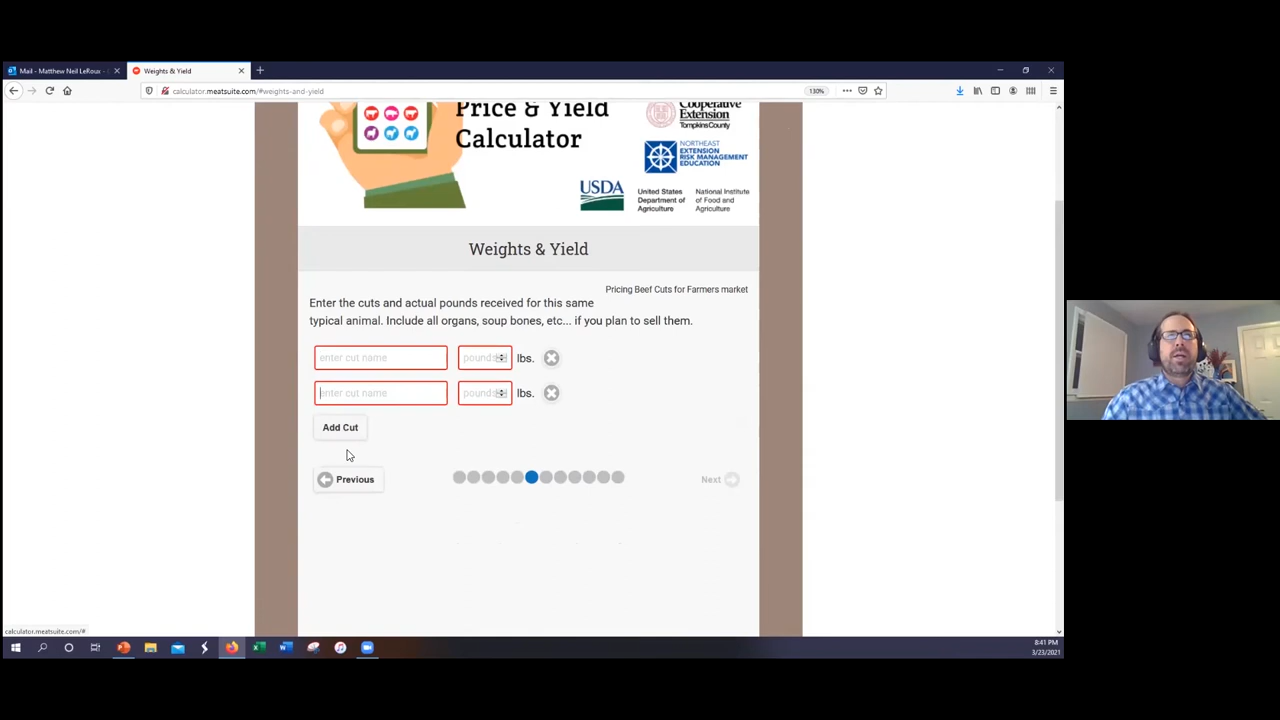 Mail - Matthew Neil LeRoux -
Weights & Yield
calculator.meatsuite.com/#weights-and-yield
130%
Price & Yield
Calculator
Cooperative
Extension
Tompkins County
NORTHEAST
EXTENSION
RISK MANAGEMENT
EDUCATION
USDA
United States
Department of
Agriculture
National Institute
of Food and
Agriculture
Weights & Yield
Pricing Beef Cuts for Farmers market
Enter the cuts and actual pounds received for this same
typical animal. Include all organs, soup bones, etc... if you plan to sell them.
enter cut name
pounds
lbs.
enter cut name
pounds
lbs.
Add Cut
Previous
Next
calculator.meatsuite.com/#
8:41 PM
3/23/2021